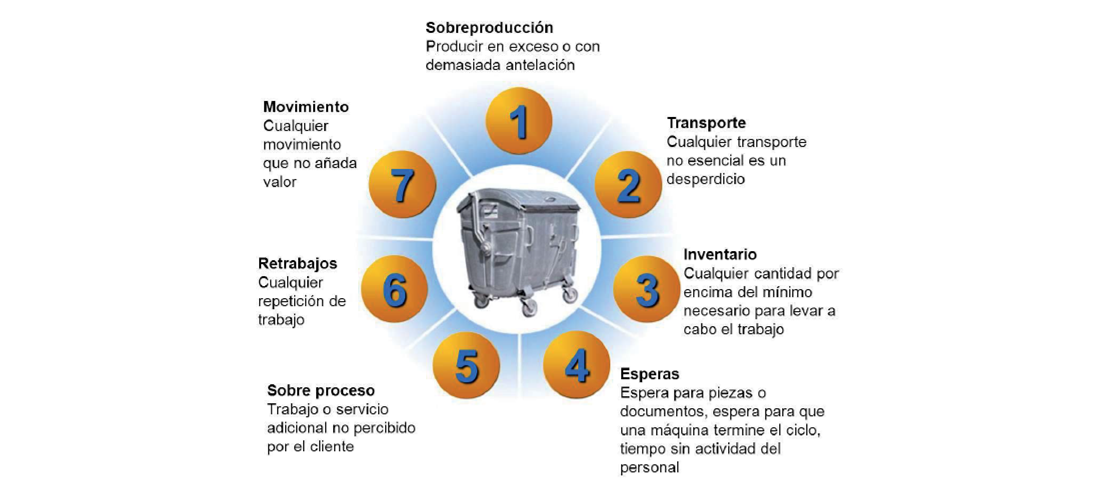 Sobreproducción
Producir en exceso o con
demasiada antelación
1
Transporte
Cualquier transporte
no esencial es un
desperdicio
2
Inventario
Cualquier cantidad por
encima del mínimo
necesario para levar a
cabo el trabajo
3
Esperas
Espera para piezas o
documentos, espera para que
una máquina termine el ciclo,
tiempo sin actividad del
personal
4
Sobre proceso
Trabajo o servicio
adicional no percibido
por el cliente
5
Retrabajos
Cualquier
repetición de
trabajo
6
Movimiento
Cualquier
movimiento
que no añada
valor
7